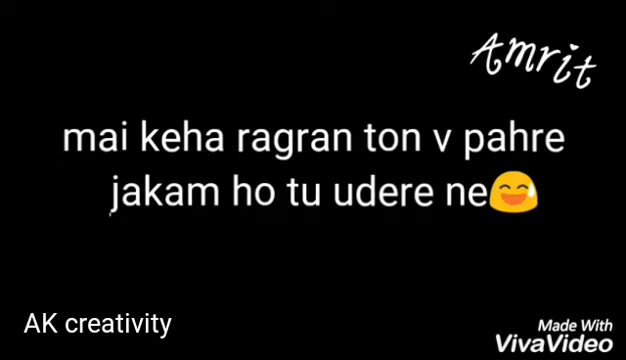 Amrit
mai keha ragran ton v pahre
jakam ho tu udere ne😅
AK creativity
Made With
VivaVideo